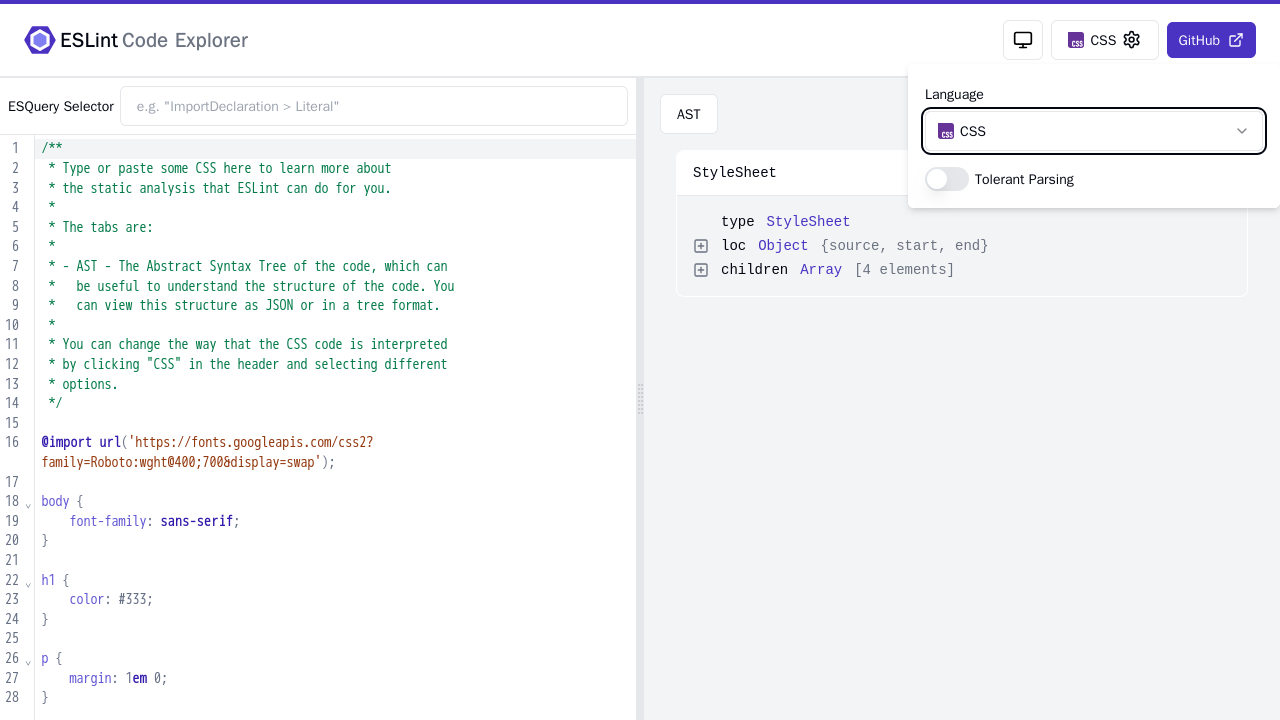 ESLint Code Explorer
CSS
GitHub
ESQuery Selector
e.g. "ImportDeclaration > Literal"
1 /**
2  * Type or paste some CSS here to learn more about
3  * the static analysis that ESLint can do for you.
4  *
5  * The tabs are:
6  *
7  * - AST - The Abstract Syntax Tree of the code, which can
8  *   be useful to understand the structure of the code. You
9  *   can view this structure as JSON or in a tree format.
10  *
11  * You can change the way that the CSS code is interpreted
12  * by clicking "CSS" in the header and selecting different
13  * options.
14  */
15
16 @import url('https://fonts.googleapis.com/css2?
family=Roboto:wght@400;700&display=swap');
17
18 body {
19     font-family: sans-serif;
20 }
21
22 h1 {
23     color: #333;
24 }
25
26 p {
27     margin: 1em 0;
28 }
AST
StyleSheet
type StyleSheet
loc Object {source, start, end}
children Array [4 elements]
Language
CSS
Tolerant Parsing